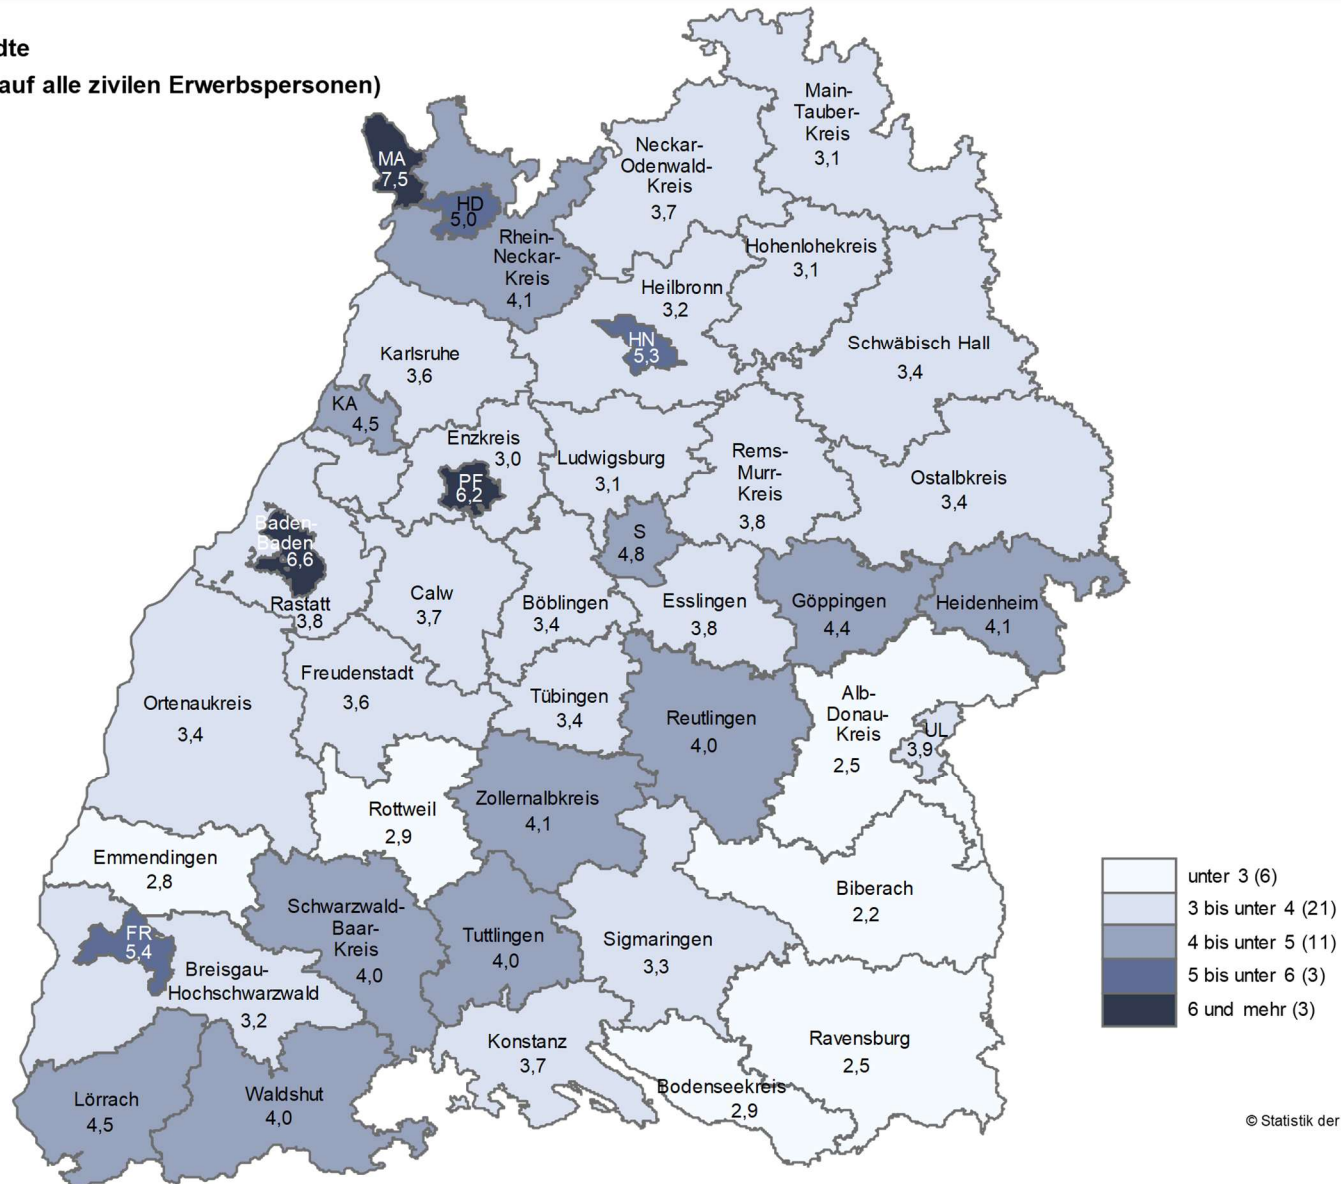 dte
auf alle zivilen Erwerbspersonen)
Main-
Tauber-
Kreis
3,1
Neckar-
Odenwald-
Kreis
3,7
MA
7,5
HD
5,0
Rhein-
Neckar-
Kreis
4,1
Hohenlohekreis
3,1
Heilbronn
3,2
HN
5,3
Schwäbisch Hall
3,4
Karlsruhe
3,6
KA
4,5
Enzkreis
3,0
PF
6,2
Ludwigsburg
3,1
Rems-
Murr-
Kreis
3,8
Ostalbkreis
3,4
Baden-
Baden
6,6
Rastatt
3,8
S
4,8
Calw
3,7
Böblingen
3,4
Esslingen
3,8
Göppingen
4,4
Heidenheim
4,1
Ortenaukreis
3,4
Freudenstadt
3,6
Tübingen
3,4
Reutlingen
4,0
Alb-
Donau-
Kreis
2,5
UL
3,9
Rottweil
2,9
Zollernalbkreis
4,1
Emmendingen
2,8
Biberach
2,2
Schwarzwald-
Baar-
Kreis
4,0
Tuttlingen
4,0
Sigmaringen
3,3
FR
5,4
Breisgau-
Hochschwarzwald
3,2
Konstanz
3,7
Ravensburg
2,5
Bodenseekreis
2,9
Lörrach
4,5
Waldshut
4,0
unter 3 (6)
3 bis unter 4 (21)
4 bis unter 5 (11)
5 bis unter 6 (3)
6 und mehr (3)
© Statistik der